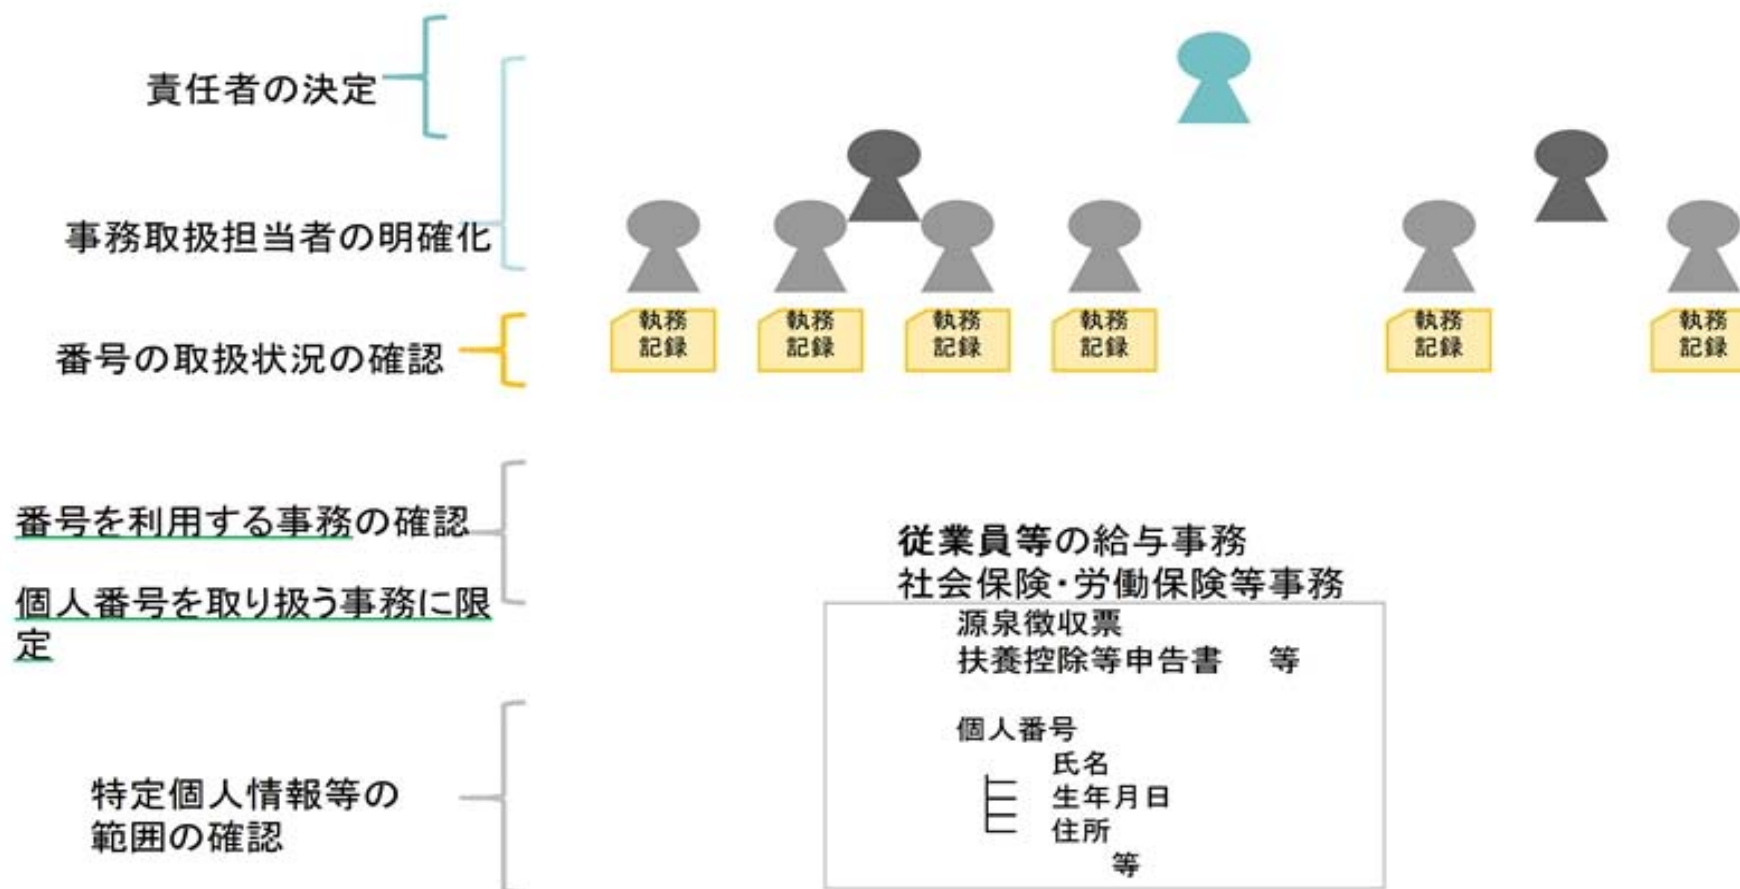 責任者の決定
事務取扱担当者の明確化
執務
記録
執務
記録
執務
記録
執務
記録
執務
記録
執務
記録
番号の取扱状況の確認
番号を利用する事務の確認
個人番号を取り扱う事務に限
定
従業員等の給与事務
社会保険・労働保険等事務
源泉徴収票
扶養控除等申告書 等
個人番号
氏名
生年月日
住所
等
特定個人情報等の
範囲の確認